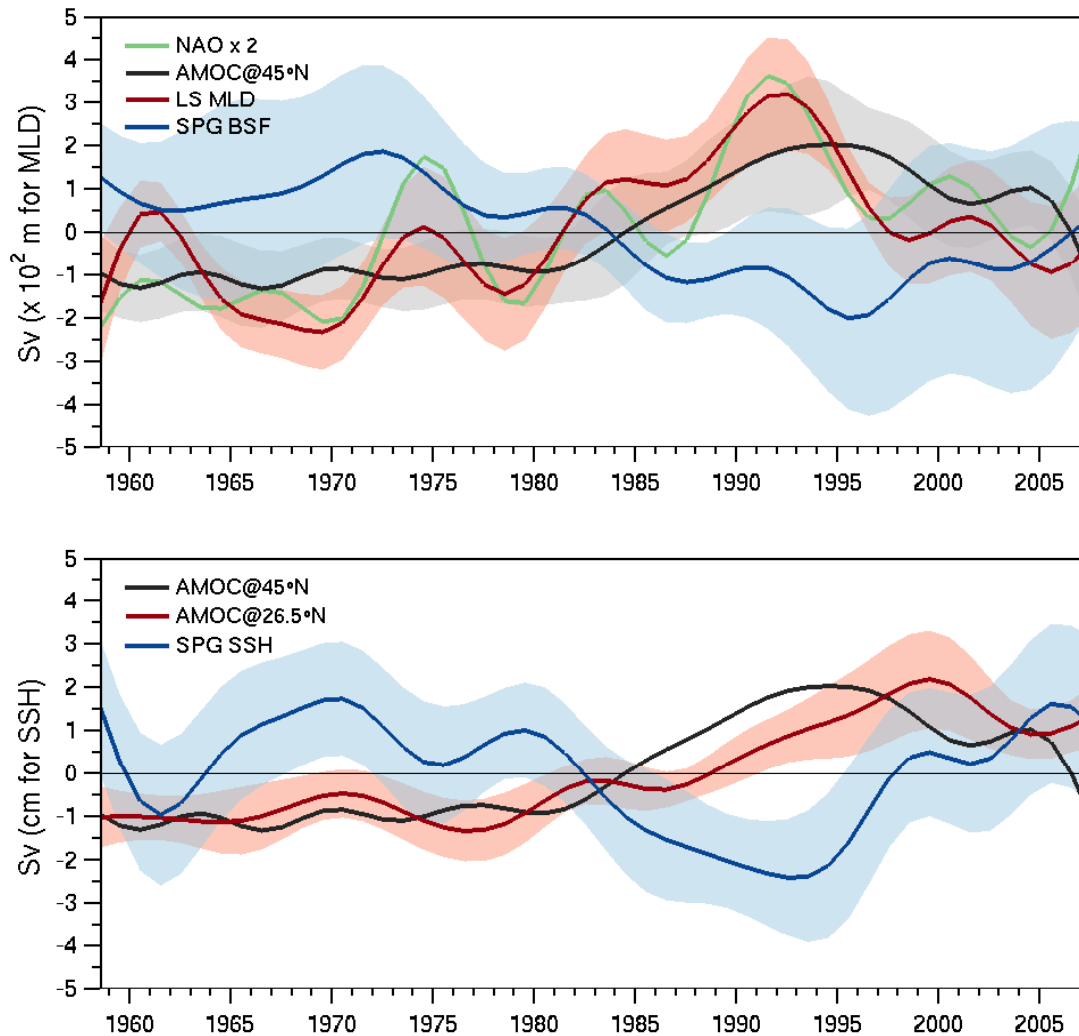 5
4
3
2
1
0
-1
-2
-3
-4
-5
Sv (x 10² m for MLD)
NAO x 2
AMOC@45°N
LS MLD
SPG BSF
1960 1965 1970 1975 1980 1985 1990 1995 2000 2005
5
4
3
2
1
0
-1
-2
-3
-4
-5
Sv (cm for SSH)
AMOC@45°N
AMOC@26.5°N
SPG SSH
1960 1965 1970 1975 1980 1985 1990 1995 2000 2005